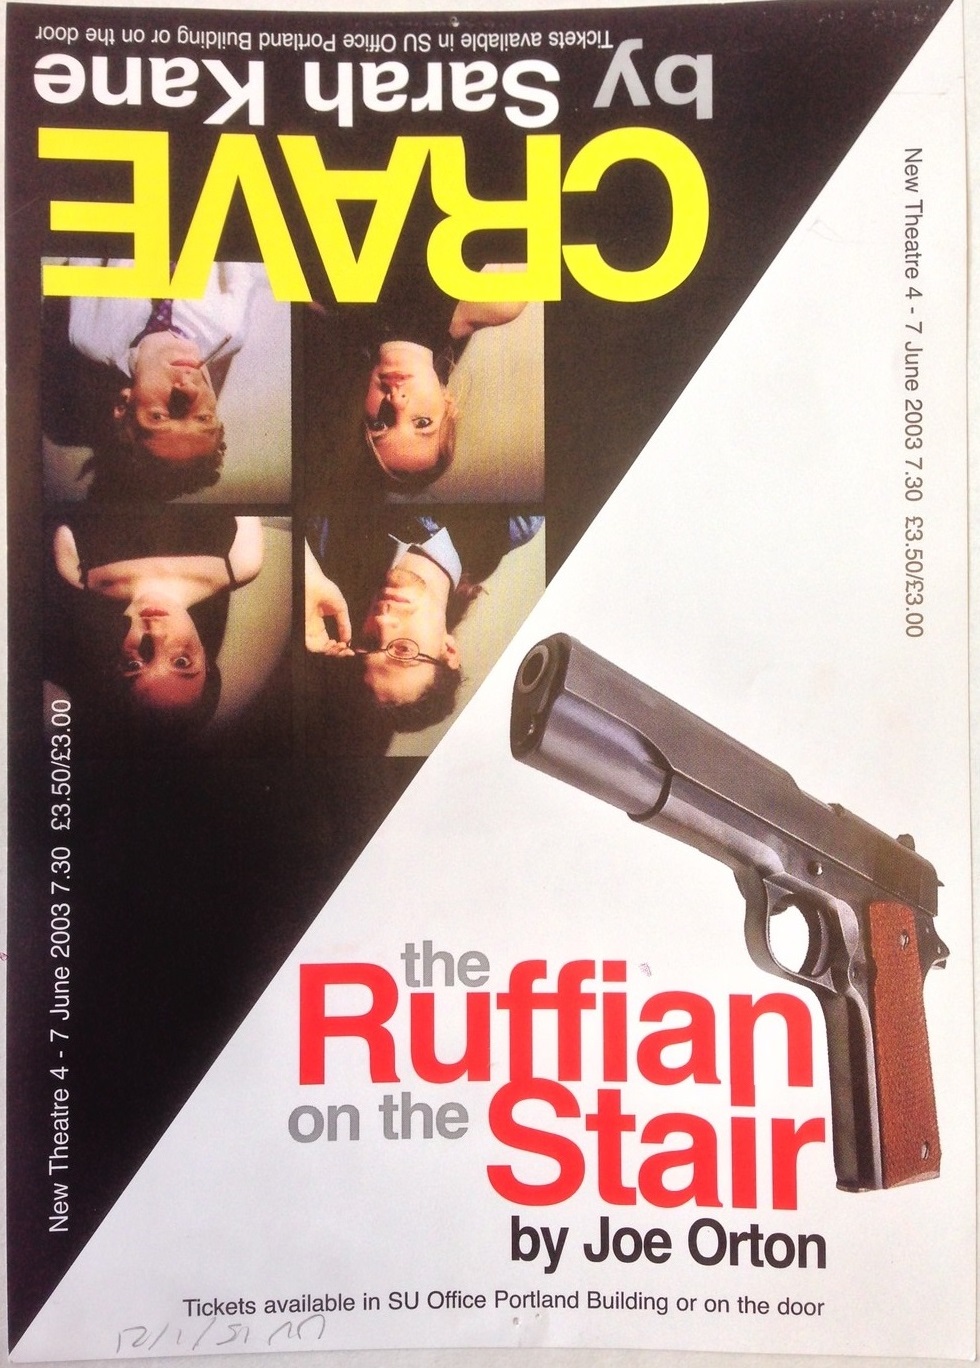 Tickets available in SU Office Portland Building or on the door
by Sarah Kane
CRAVE
New Theatre 4 - 7 June 2003 7.30 £3.50/£3.00
New Theatre 4 - 7 June 2003 7.30 £3.50/£3.00
the
Ruffian
on the Stair
by Joe Orton
Tickets available in SU Office Portland Building or on the door